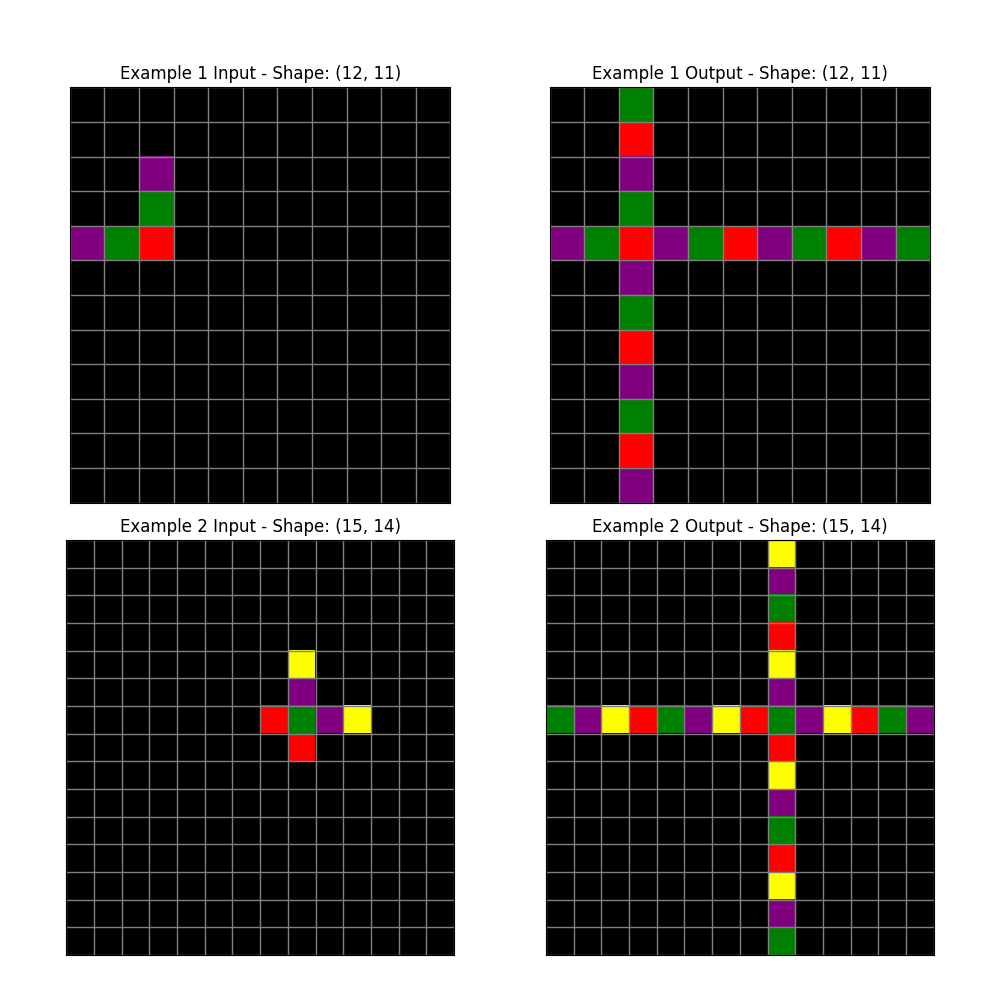 Example 1 Input - Shape: (12, 11)
Example 1 Output - Shape: (12, 11)
Example 2 Input - Shape: (15, 14)
Example 2 Output - Shape: (15, 14)